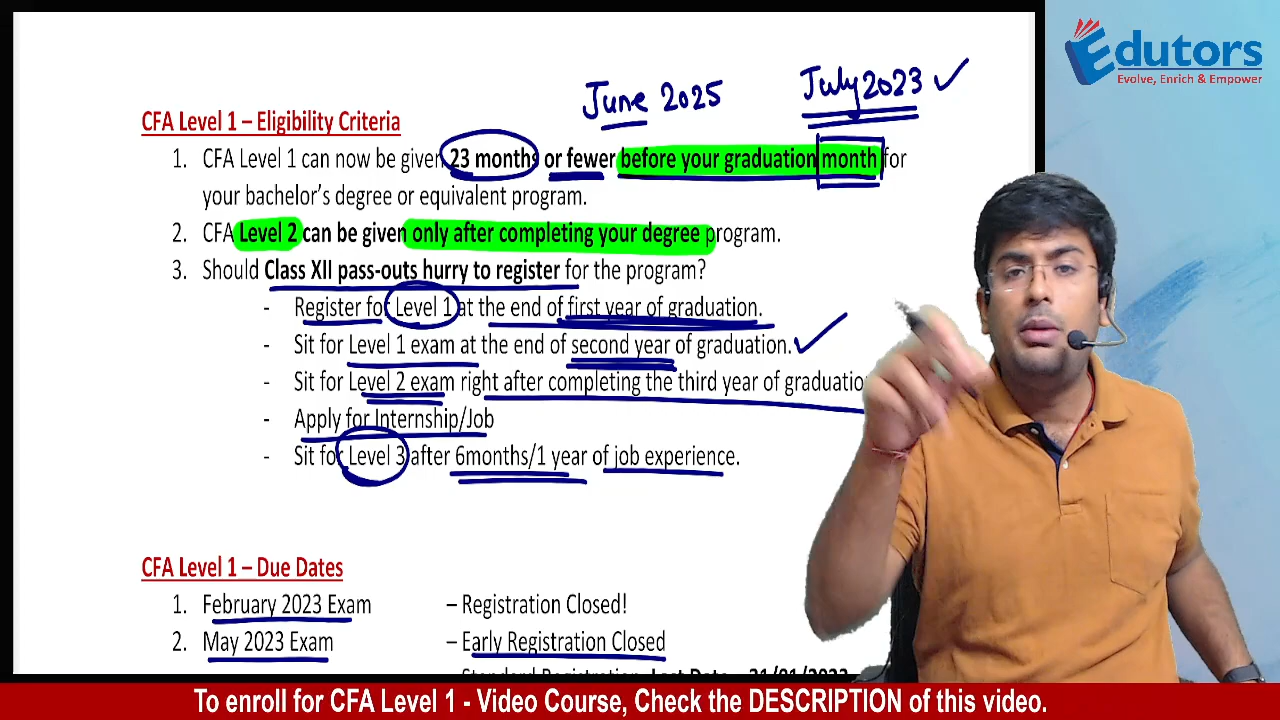 Edutors
Evolve, Enrich & Empower
June 2025
July 2023
CFA Level 1 – Eligibility Criteria
1. CFA Level 1 can now be given 23 months or fewer before your graduation month for
your bachelor's degree or equivalent program.
2. CFA Level 2 can be given only after completing your degree program.
3. Should Class XII pass-outs hurry to register for the program?
- Register for Level 1 at the end of first year of graduation.
- Sit for Level 1 exam at the end of second year of graduation.
- Sit for Level 2 exam right after completing the third year of graduatio
- Apply for Internship/Job
- Sit for Level 3 after 6months/1 year of job experience.
CFA Level 1 – Due Dates
1. February 2023 Exam – Registration Closed!
2. May 2023 Exam – Early Registration Closed
To enroll for CFA Level 1 - Video Course, Check the DESCRIPTION of this video.